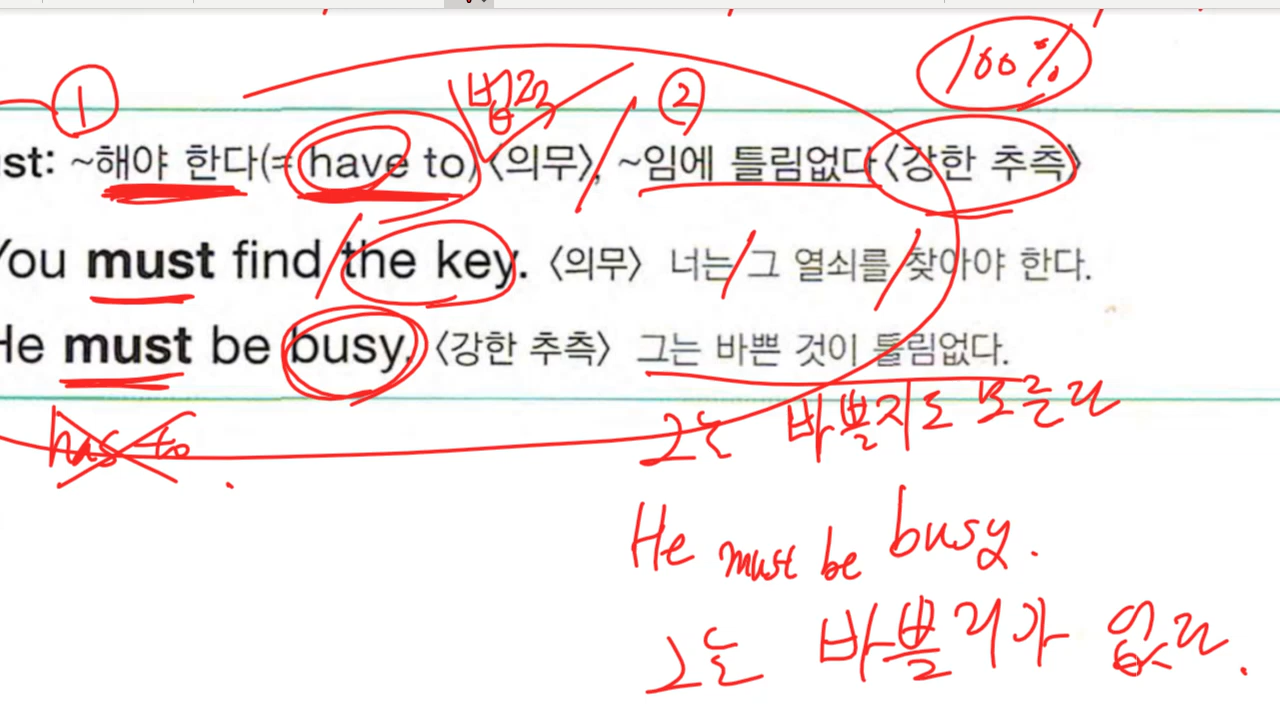 100%
① 법률 ②
st: ~해야 한다(= have to)〈의무〉, ~임에 틀림없다〈강한 추측〉
You must find the key. 〈의무〉 너는 그 열쇠를 찾아야 한다.
He must be busy. 〈강한 추측〉 그는 바쁜 것이 틀림없다.
has to
그는 바쁠지도 모른다
He must be busy.
그는 바쁠리가 없다.